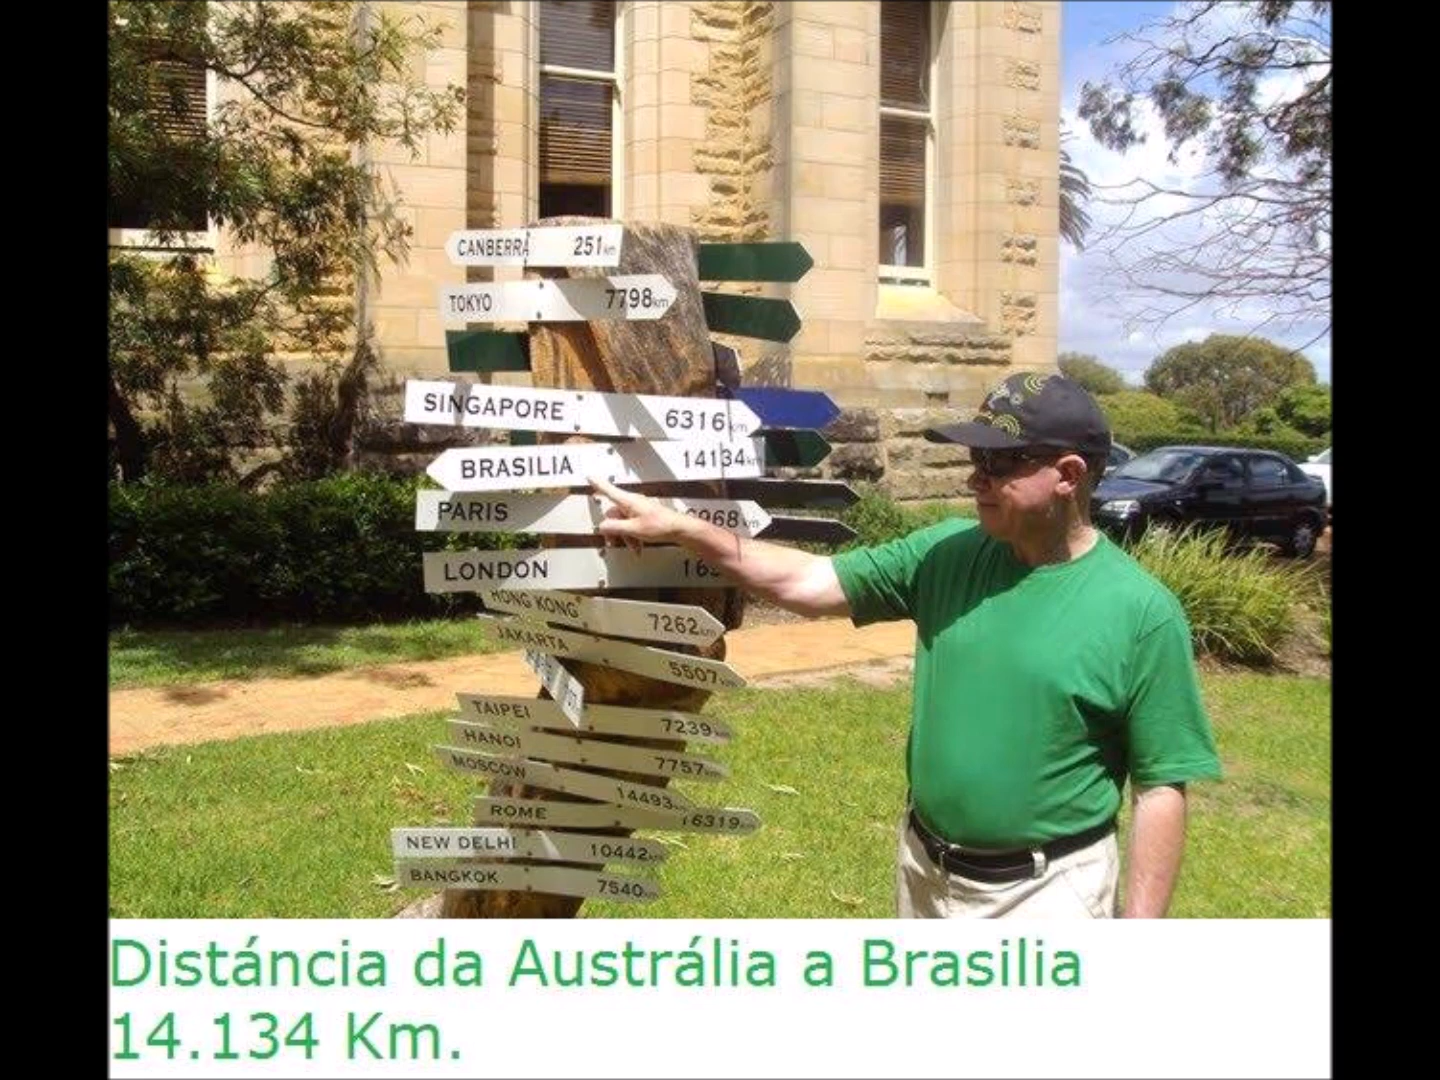 CANBERRA 251km
TOKYO 7798km
SINGAPORE 6316km
BRASILIA 14134km
PARIS 968km
LONDON
HONG KONG 7262km
JAKARTA 5507km
TAIPEI 7239km
HANOI 7757km
MOSCOW 14493km
ROME 16319km
NEW DELHI 10442km
BANGKOK 7540km
Distáncia da Austrália a Brasilia
14.134 Km.